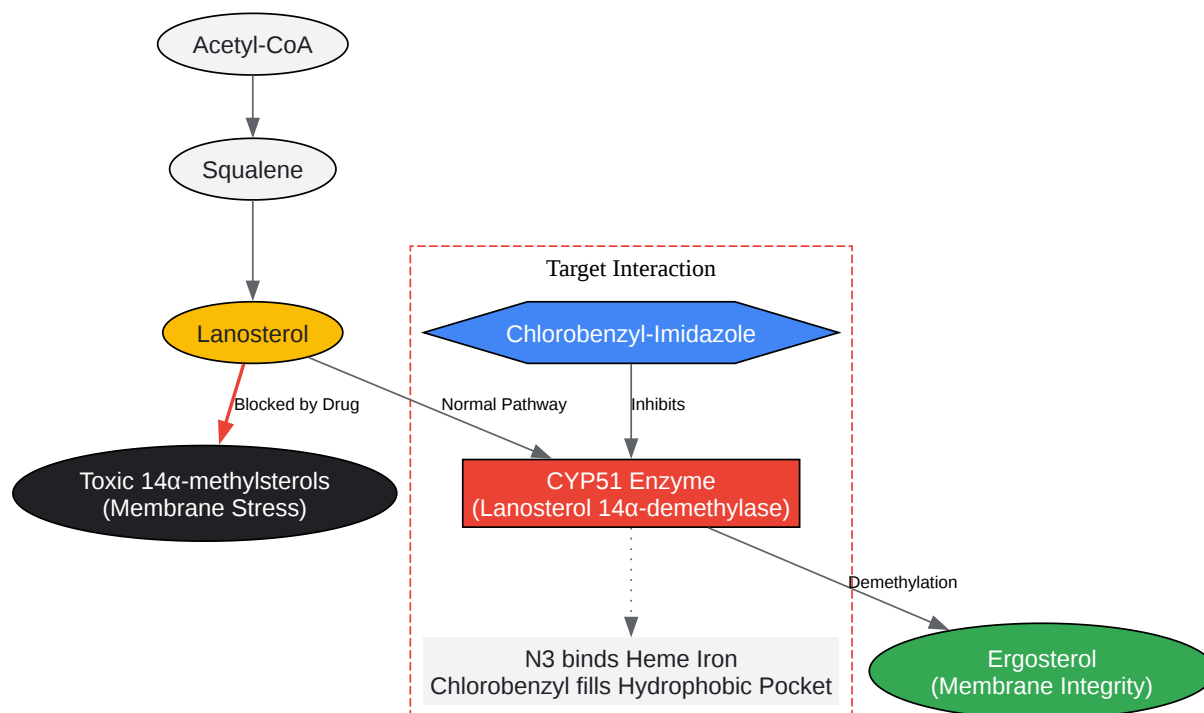 Acetyl-CoA
Squalene
Target Interaction
Lanosterol
Chlorobenzyl-Imidazole
Blocked by Drug
Normal Pathway
Inhibits
Toxic 14α-methylsterols
(Membrane Stress)
CYP51 Enzyme
(Lanosterol 14α-demethylase)
Demethylation
N3 binds Heme Iron
Chlorobenzyl fills Hydrophobic Pocket
Ergosterol
(Membrane Integrity)